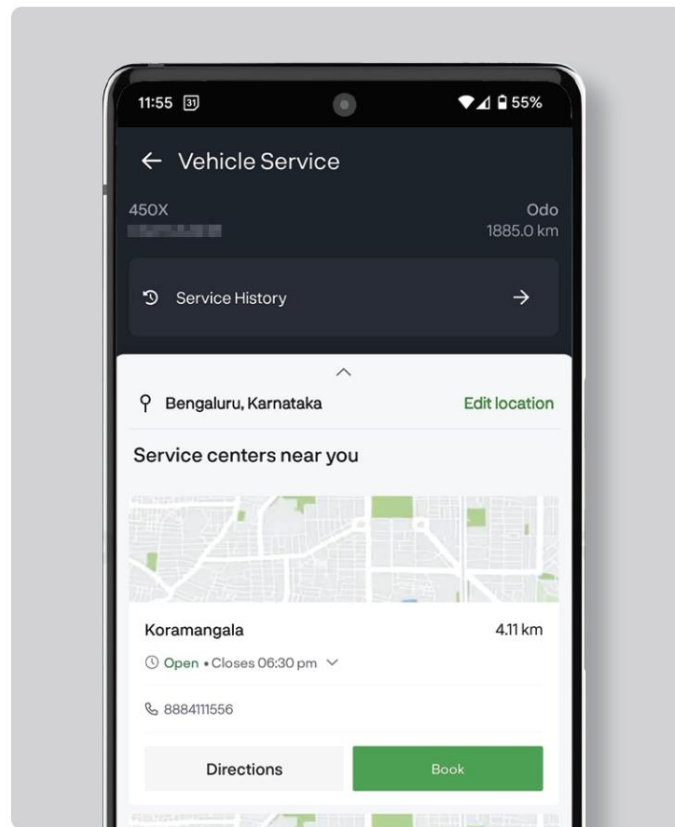 11:55 31 55%
Vehicle Service
450X Odo
1885.0 km
Service History
Bengaluru, Karnataka Edit location
Service centers near you
Koramangala 4.11 km
Open • Closes 06:30 pm
8884111556
Directions Book